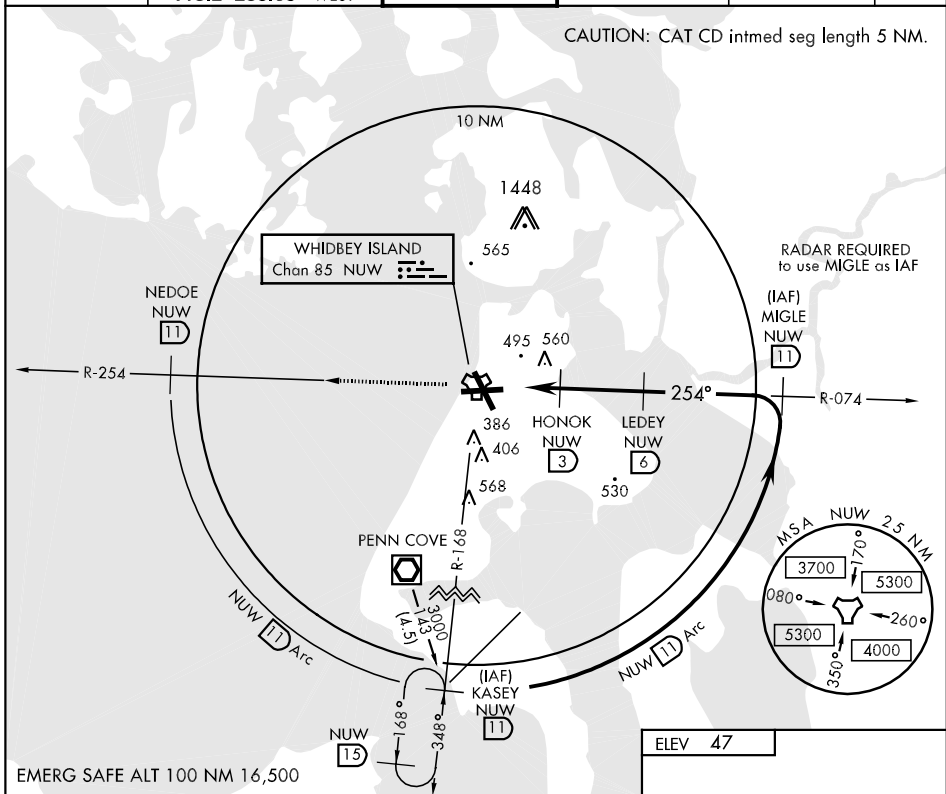 CAUTION: CAT CD intmed seg length 5 NM.
10 NM
1448
WHIDBEY ISLAND
Chan 85 NUW
565
RADAR REQUIRED
to use MIGLE as IAF
NEDOE
NUW
11
(IAF)
MIGLE
NUW
11
495 560
R-254
254°
R-074
HONOK
NUW
3
LEDEY
NUW
6
386
406
568
530
R-168
PENN COVE
3000
143
(4.5)
MSA NUW 25 NM
170°
3700
5300
080°
260°
5300
4000
350°
NUW 11 Arc
NUW 11 Arc
(IAF)
KASEY
NUW
11
168°
348°
NUW
15
ELEV 47
EMERG SAFE ALT 100 NM 16,500